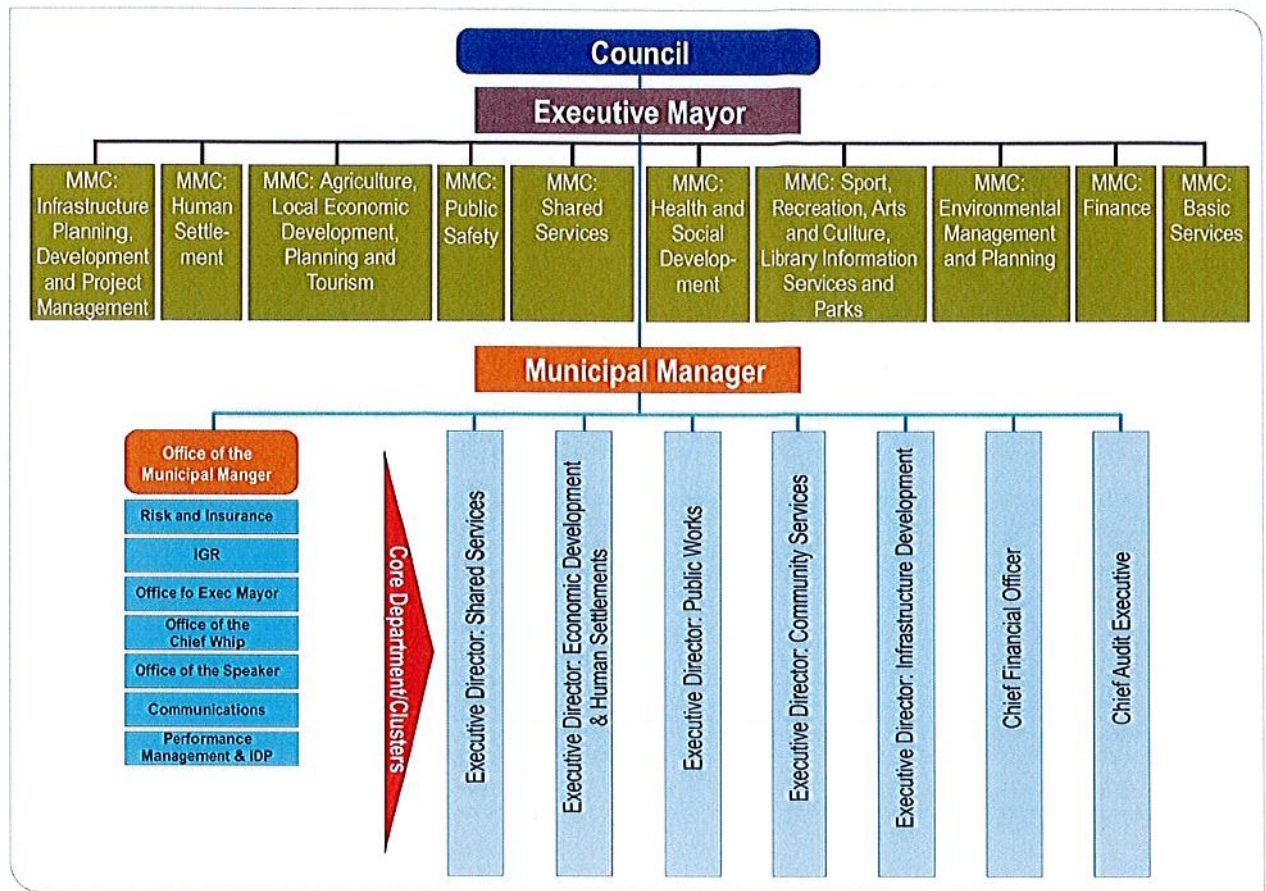 Council
Executive Mayor
MMC:
Infrastructure
Planning,
Development
and Project
Management
MMC:
Human
Settle-
ment
MMC: Agriculture,
Local Economic
Development,
Planning and
Tourism
MMC:
Public
Safety
MMC:
Shared
Services
MMC:
Health and
Social
Develop-
ment
MMC: Sport,
Recreation, Arts
and Culture,
Library Information
Services and
Parks
MMC:
Environmental
Management
and Planning
MMC:
Finance
MMC:
Basic
Services
Municipal Manager
Office of the
Municipal Manger
Risk and Insurance
IGR
Office fo Exec Mayor
Office of the
Chief Whip
Office of the Speaker
Communications
Performance
Management & IDP
Core Department/Clusters
Executive Director: Shared Services
Executive Director: Economic Development
& Human Settlements
Executive Director: Public Works
Executive Director: Community Services
Executive Director: Infrastructure Development
Chief Financial Officer
Chief Audit Executive